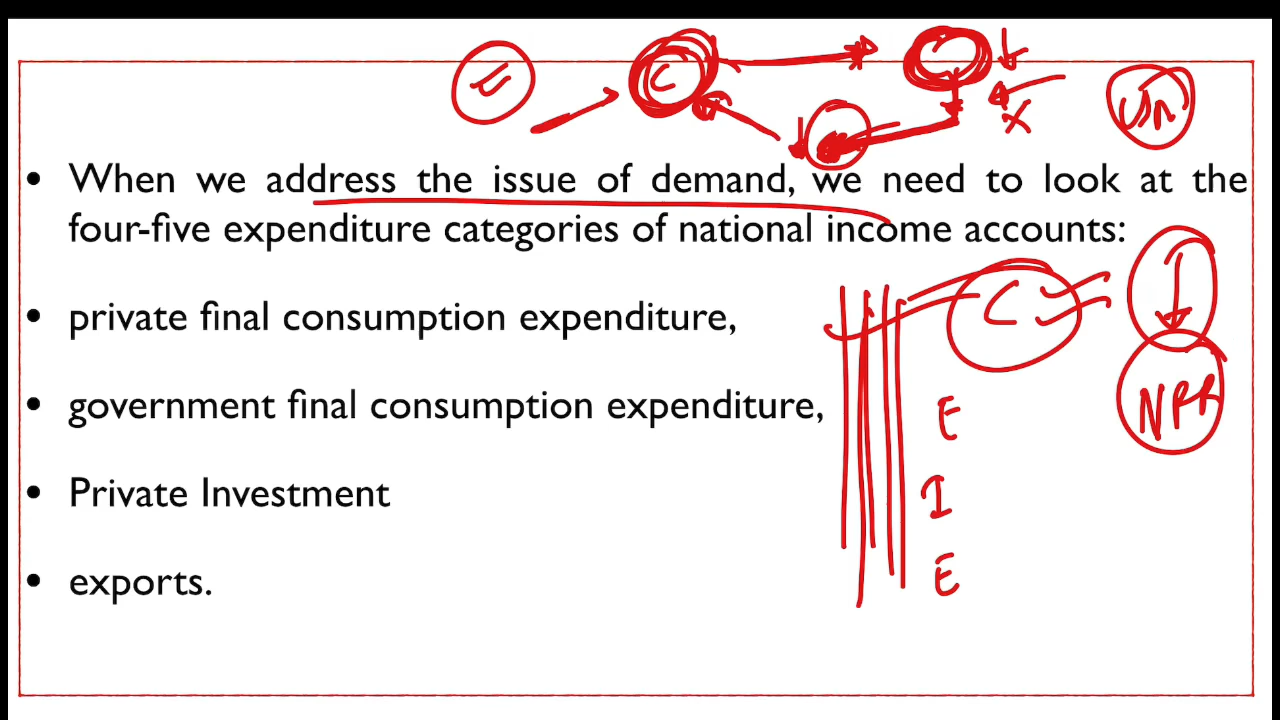 C
• When we address the issue of demand, we need to look at the
four-five expenditure categories of national income accounts:
• private final consumption expenditure,
C
• government final consumption expenditure,
E
• Private Investment
I
• exports.
E